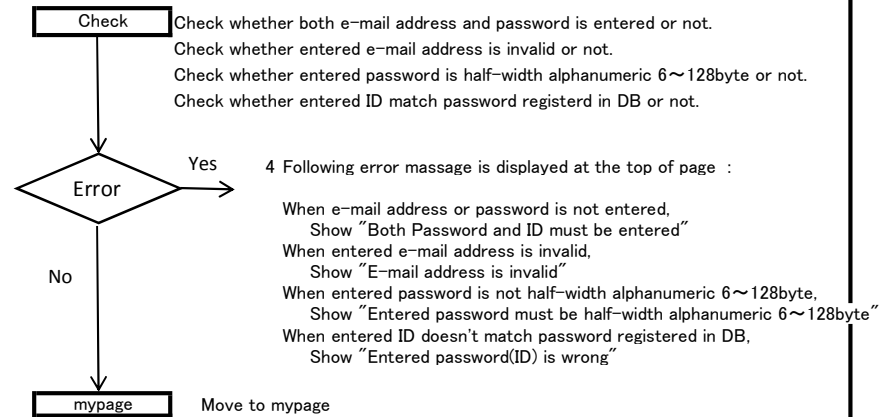 Check
Check whether both e-mail address and password is entered or not.
Check whether entered e-mail address is invalid or not.
Check whether entered password is half-width alphanumeric 6～128byte or not.
Check whether entered ID match password registerd in DB or not.
Error
Yes
4 Following error massage is displayed at the top of page :
When e-mail address or password is not entered,
Show "Both Password and ID must be entered"
When entered e-mail address is invalid,
Show "E-mail address is invalid"
No
When entered password is not half-width alphanumeric 6～128byte,
Show "Entered password must be half-width alphanumeric 6～128byte"
When entered ID doesn't match password registered in DB,
Show "Entered password(ID) is wrong"
mypage
Move to mypage